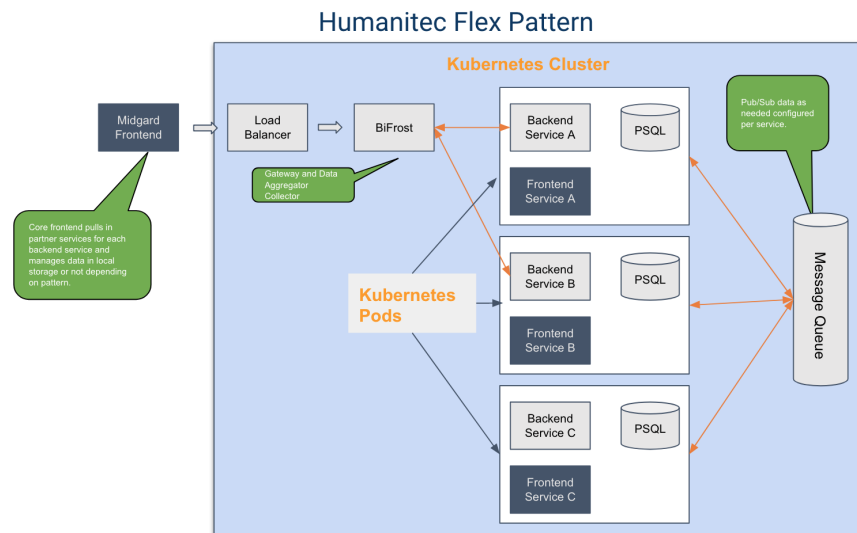 Humanitec Flex Pattern
Kubernetes Cluster
Midgard
Frontend
Load
Balancer
BiFrost
Gateway and Data
Aggregator
Collector
Core frontend pulls in
partner services for each
backend service and
manages data in local
storage or not depending
on pattern.
Backend
Service A
PSQL
Frontend
Service A
Pub/Sub data as
needed configured
per service.
Kubernetes
Pods
Backend
Service B
PSQL
Frontend
Service B
Message Queue
Backend
Service C
PSQL
Frontend
Service C